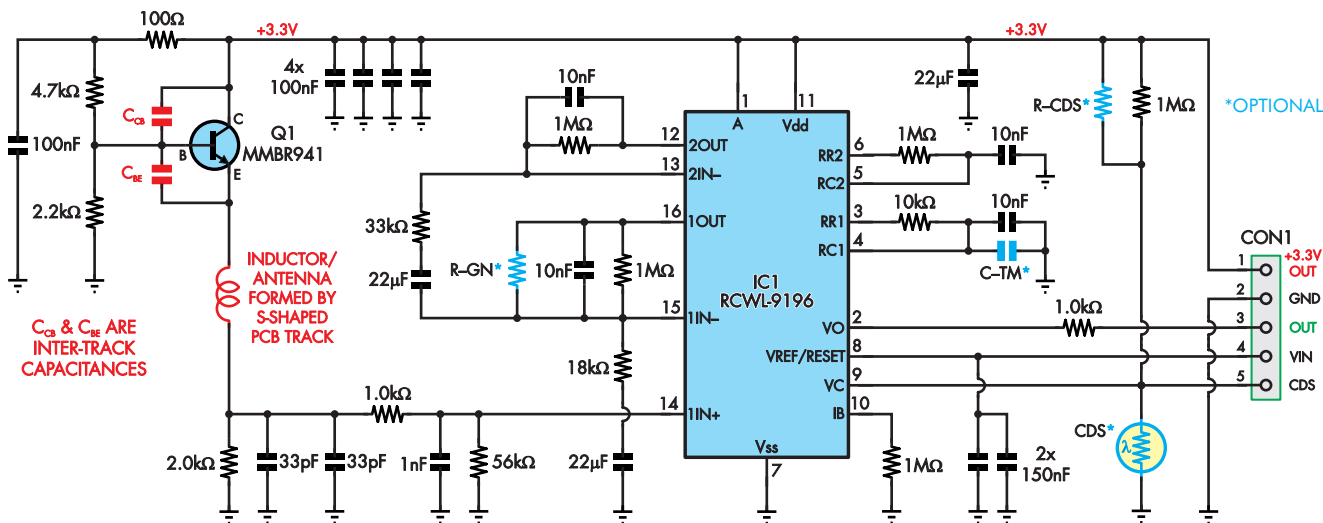 100Ω
+3.3V
+3.3V
4.7kΩ
4x
100nF
10nF
1MΩ
22µF
R–CDS*
1MΩ
*OPTIONAL
C_CB
C
Q1
MMBR941
B
E
100nF
C_BE
2.2kΩ
1
A
11
Vdd
12
2OUT
13
2IN–
16
1OUT
15
1IN–
14
1IN+
IC1
RCWL-9196
6
RR2
5
RC2
3
RR1
4
RC1
2
VO
8
VREF/RESET
9
VC
10
IB
Vss
7
1MΩ
10nF
10kΩ
10nF
C–TM*
33kΩ
22µF
R–GN*
10nF
1MΩ
18kΩ
22µF
INDUCTOR/
ANTENNA
FORMED BY
S-SHAPED
PCB TRACK
C_CB & C_BE ARE
INTER-TRACK
CAPACITANCES
2.0kΩ
33pF
33pF
1.0kΩ
1nF
56kΩ
1.0kΩ
1MΩ
2x
150nF
CDS*
λ
CON1
1
+3.3V
OUT
2
GND
3
OUT
4
VIN
5
CDS